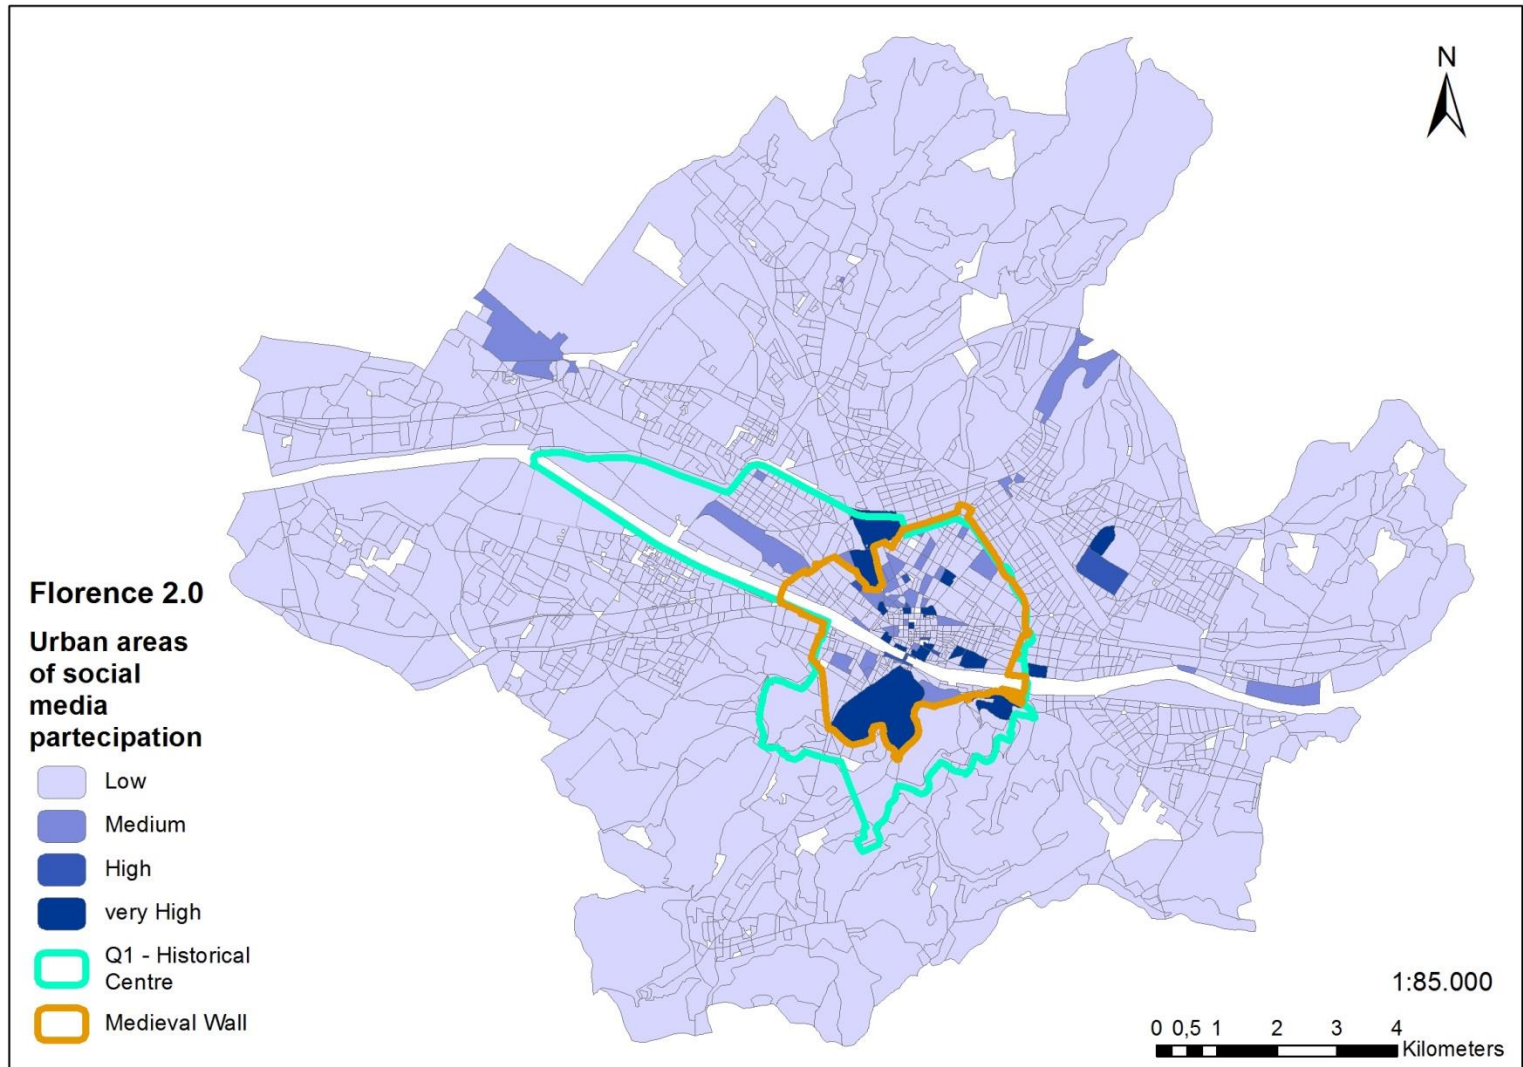 N
Florence 2.0
Urban areas
of social
media
partecipation
Low
Medium
High
very High
Q1 - Historical
Centre
Medieval Wall
1:85.000
0 0,5 1 2 3 4
Kilometers